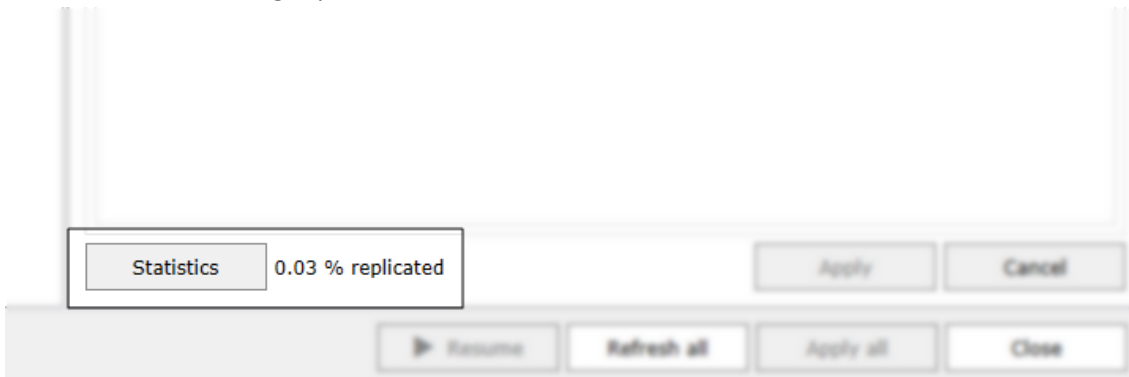 Statistics 0.03 % replicated
Apply Cancel
Resume Refresh all Apply all Close